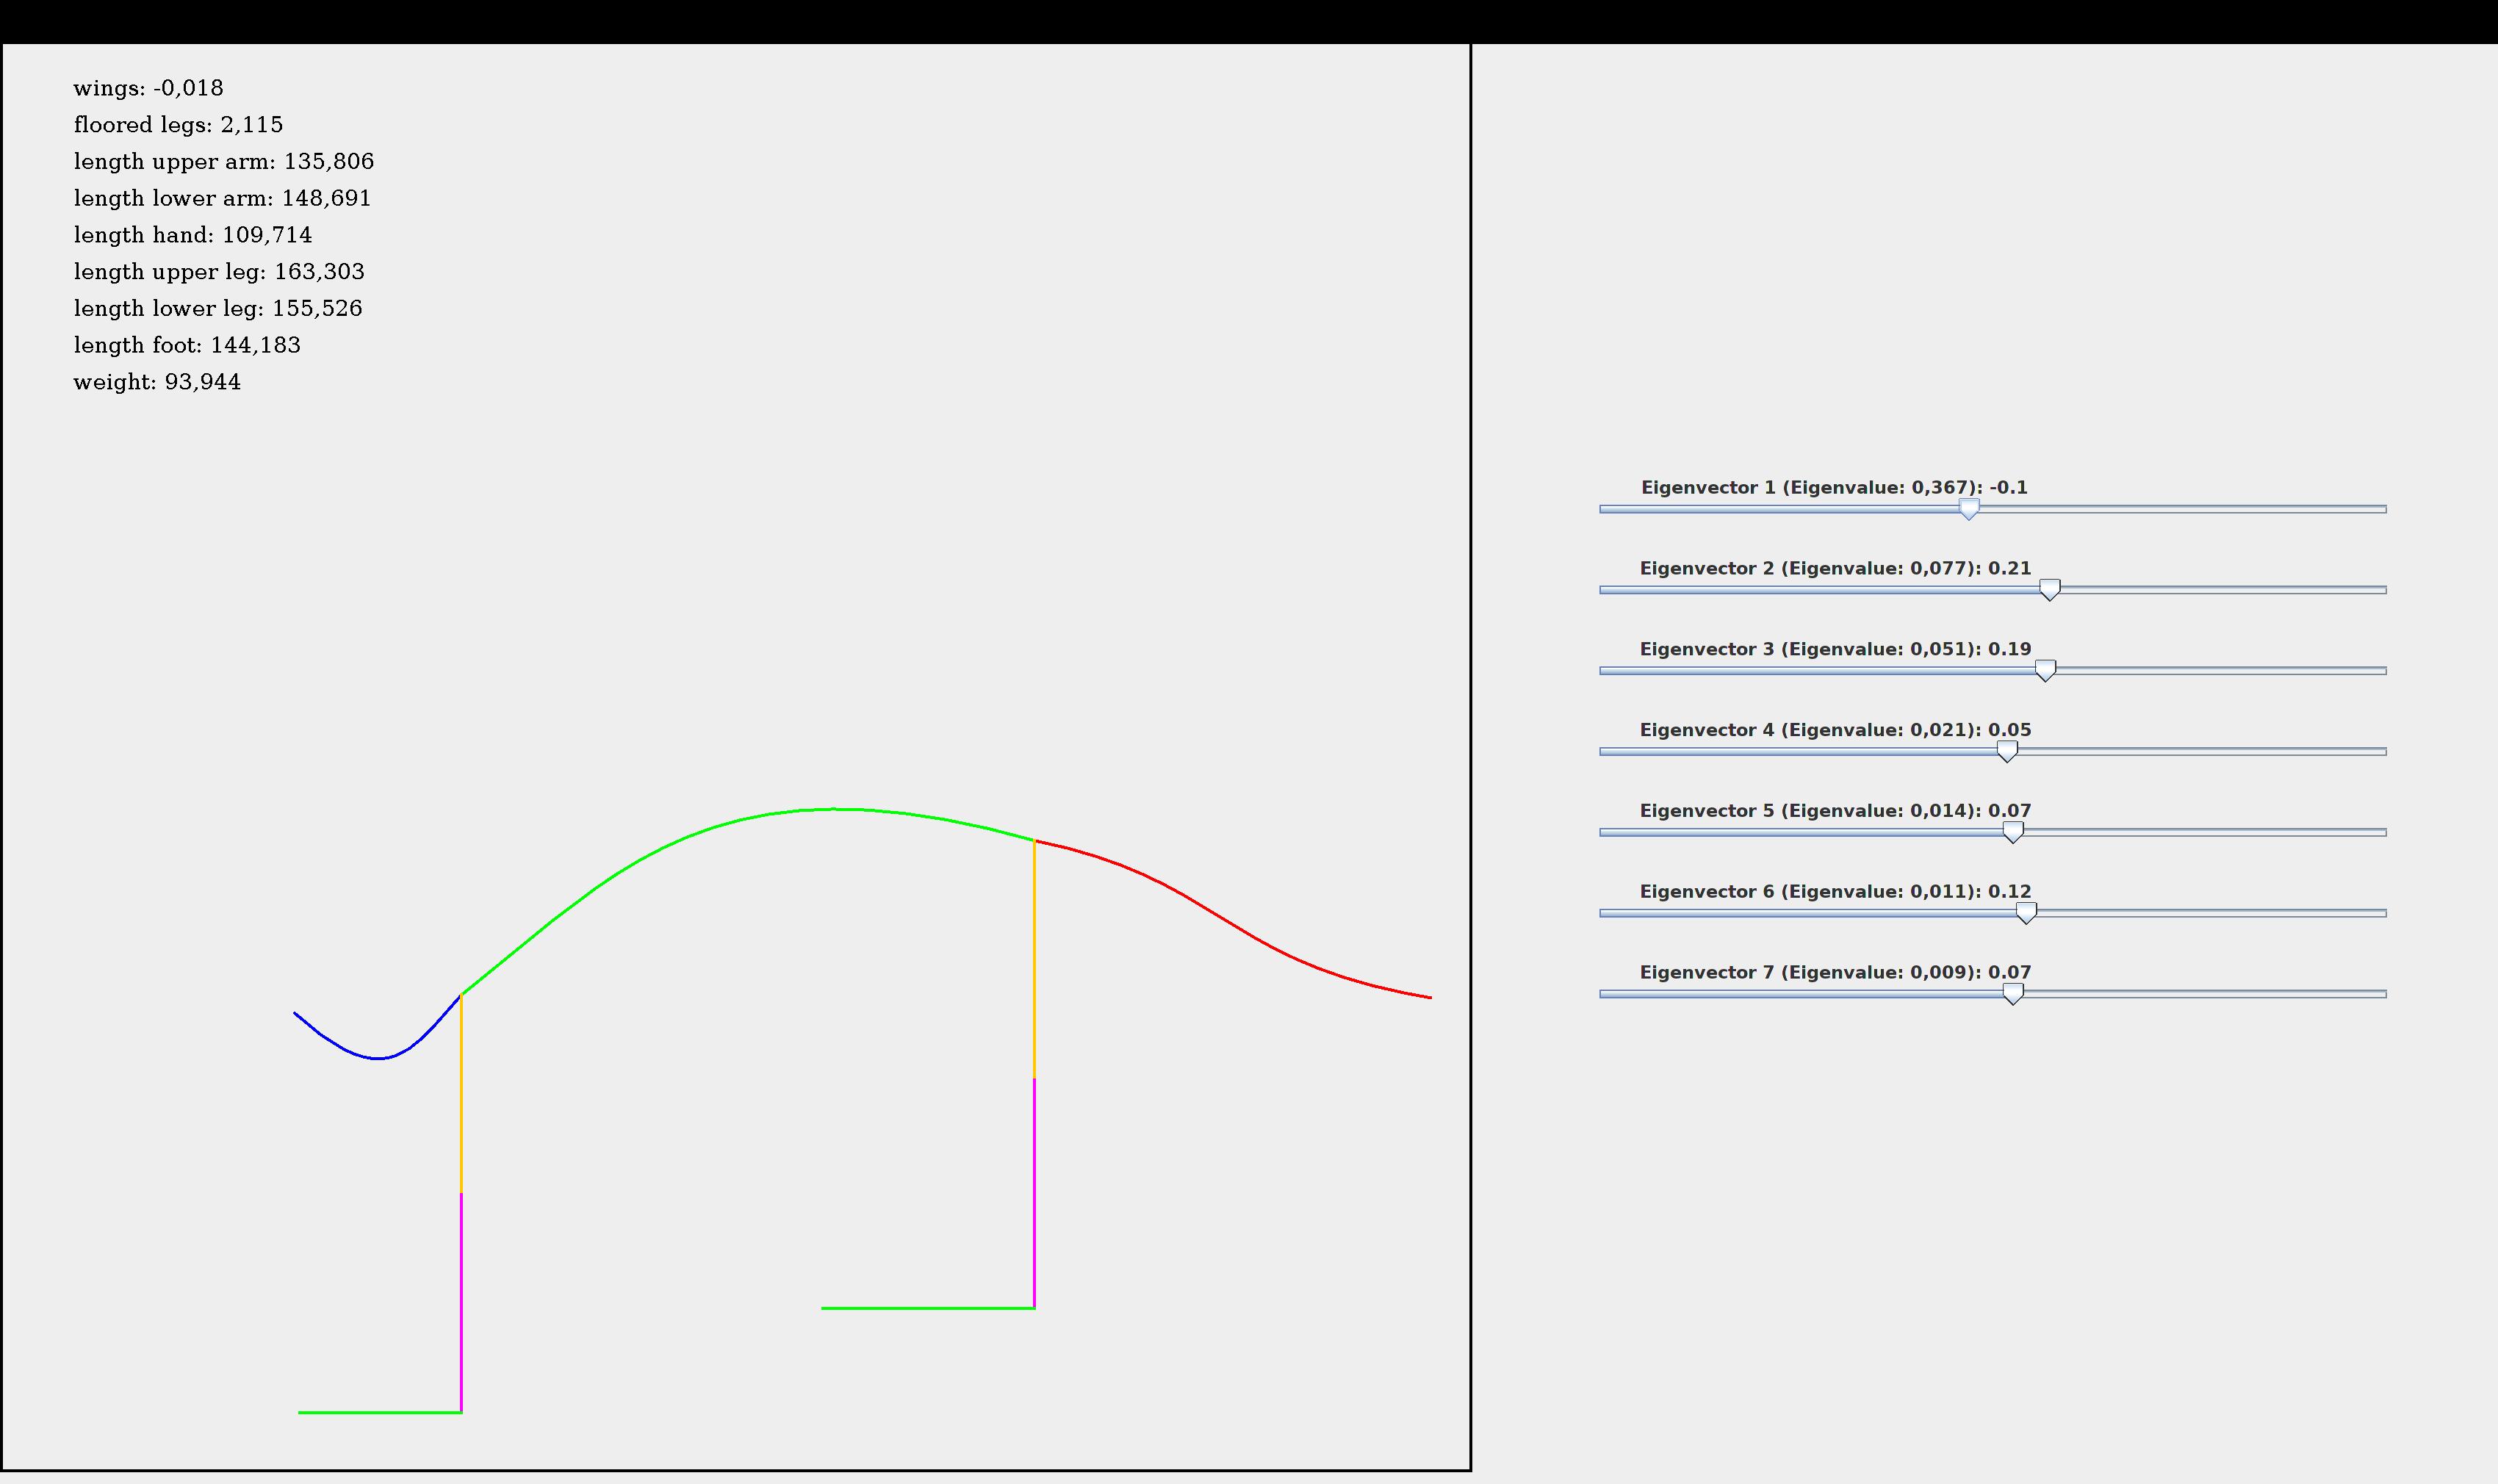 wings: -0,018
floored legs: 2,115
length upper arm: 135,806
length lower arm: 148,691
length hand: 109,714
length upper leg: 163,303
length lower leg: 155,526
length foot: 144,183
weight: 93,944
Eigenvector 1 (Eigenvalue: 0,367): -0.1
Eigenvector 2 (Eigenvalue: 0,077): 0.21
Eigenvector 3 (Eigenvalue: 0,051): 0.19
Eigenvector 4 (Eigenvalue: 0,021): 0.05
Eigenvector 5 (Eigenvalue: 0,014): 0.07
Eigenvector 6 (Eigenvalue: 0,011): 0.12
Eigenvector 7 (Eigenvalue: 0,009): 0.07